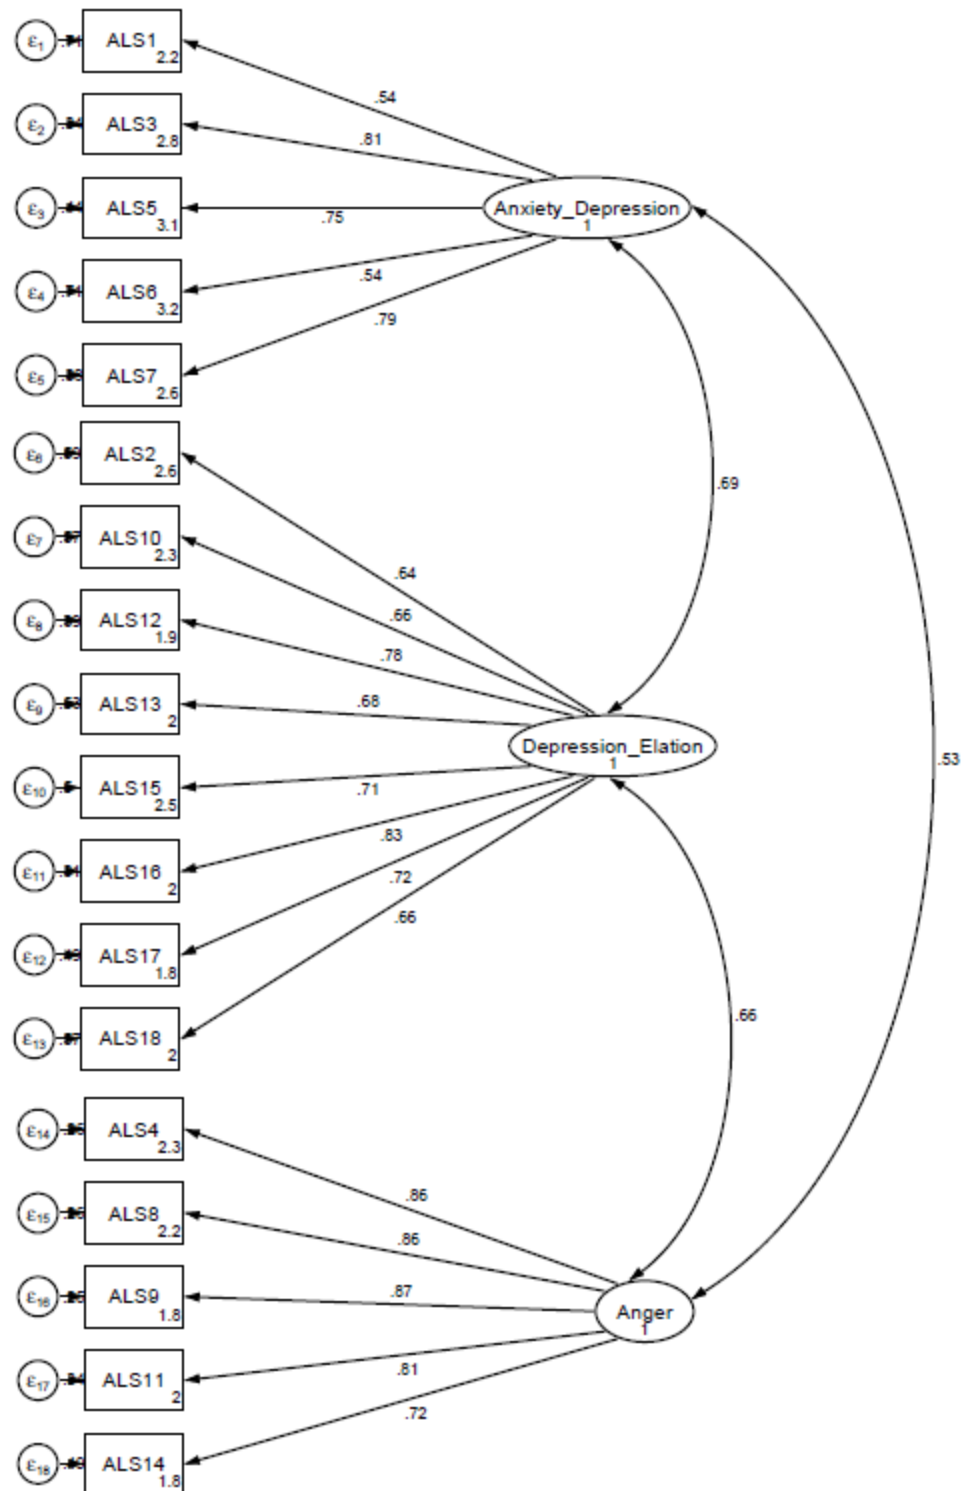 ε1 ALS1 2.2
.54
ε2 ALS3 2.8
.81
ε3 ALS5 3.1
.75
Anxiety_Depression
1
ε4 ALS6 3.2
.54
ε5 ALS7 2.6
.79
ε6 ALS2 2.6
.69
ε7 ALS10 2.3
.64
ε8 ALS12 1.9
.66
.78
ε9 ALS13 2
.68
Depression_Elation
1
.53
ε10 ALS15 2.5
.71
ε11 ALS16 2
.83
.72
ε12 ALS17 1.8
.66
ε13 ALS18 2
.66
ε14 ALS4 2.3
.86
ε15 ALS8 2.2
.86
ε16 ALS9 1.8
.87
Anger
1
ε17 ALS11 2
.81
.72
ε18 ALS14 1.8